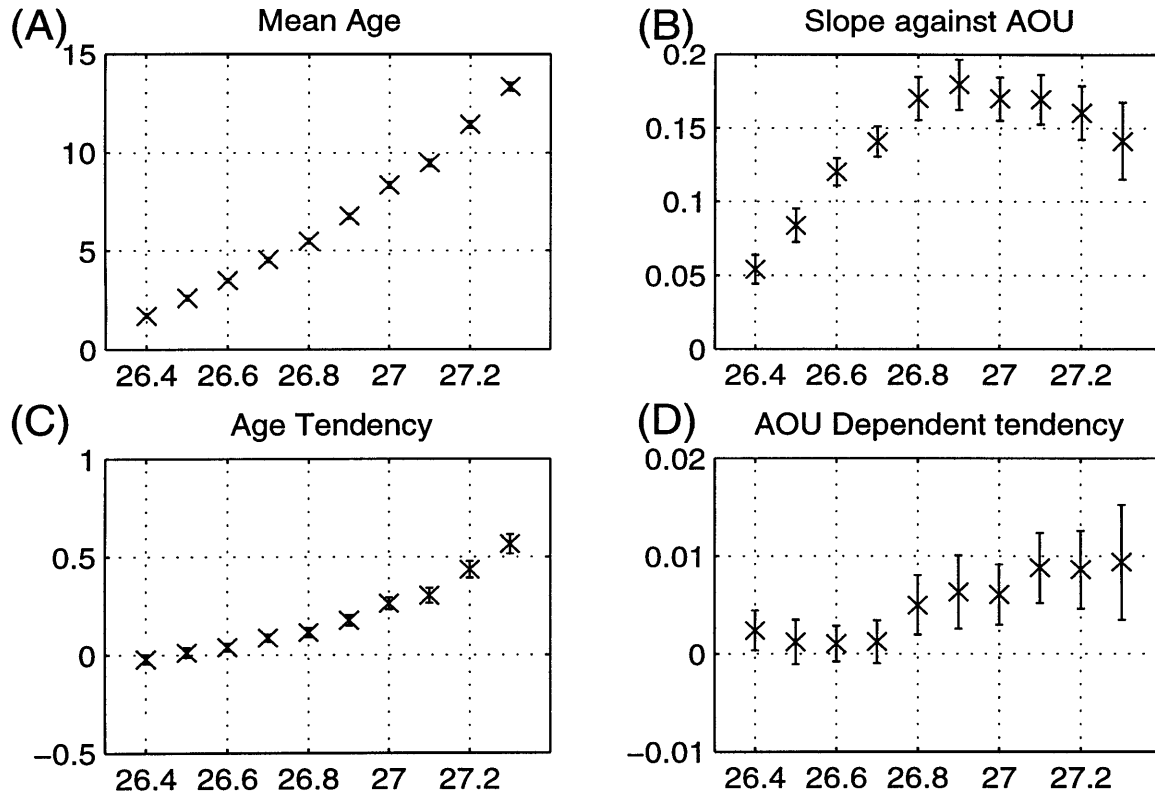 (A) Mean Age
15
10
5
0
26.4 26.6 26.8 27 27.2
(B) Slope against AOU
0.2
0.15
0.1
0.05
0
26.4 26.6 26.8 27 27.2
(C) Age Tendency
1
0.5
0
−0.5
26.4 26.6 26.8 27 27.2
(D) AOU Dependent tendency
0.02
0.01
0
−0.01
26.4 26.6 26.8 27 27.2